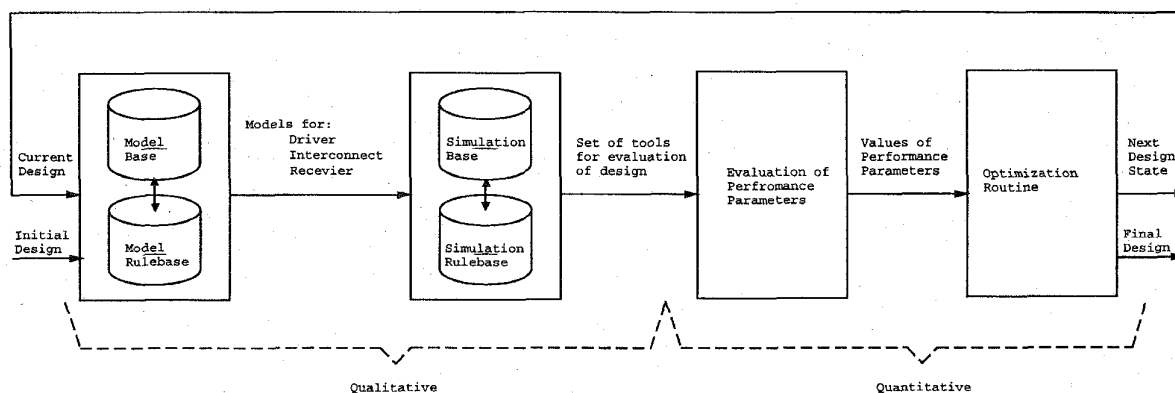 Current
Design
Initial
Design
Model
Base
Model
Rulebase
Models for:
Driver
Interconnect
Recevier
Simulation
Base
Simulation
Rulebase
Set of tools
for evaluation
of design
Evaluation of
Perfromance
Parameters
Values of
Performance
Parameters
Optimization
Routine
Next
Design
State
Final
Design
Qualitative
Quantitative